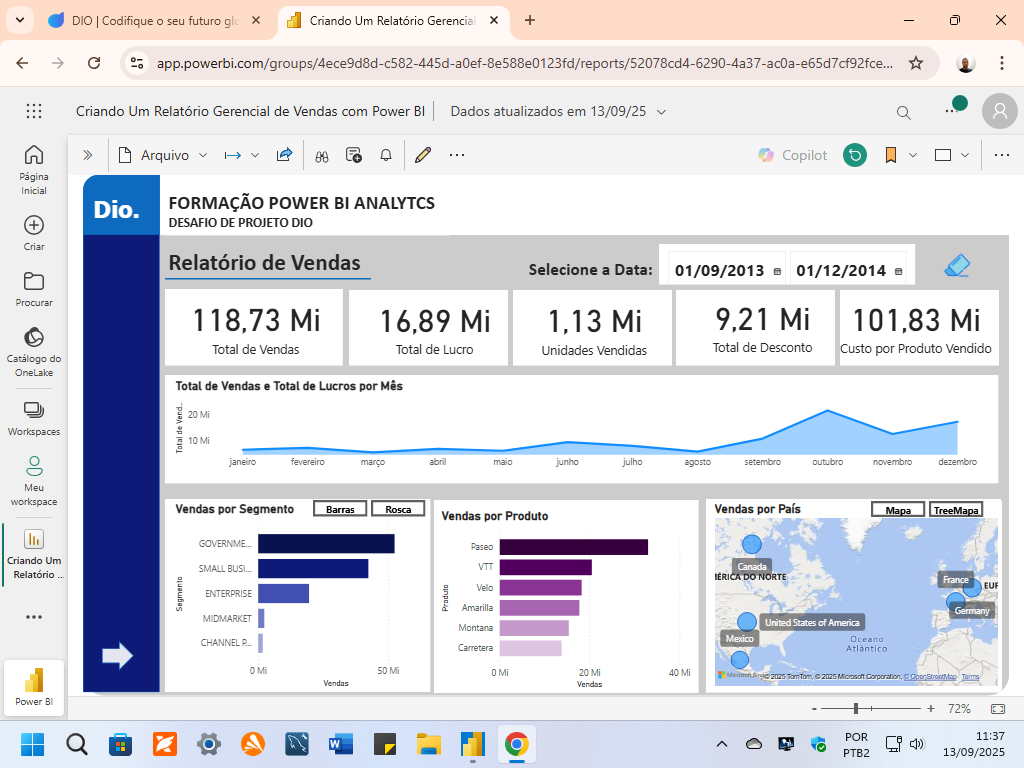 DIO | Codifique o seu futuro glo
Criando Um Relatório Gerencial
app.powerbi.com/groups/4ece9d8d-c582-445d-a0ef-8e588e0123fd/reports/52078cd4-6290-4a37-ac0a-e65d7cf92fce...
Criando Um Relatório Gerencial de Vendas com Power BI
Dados atualizados em 13/09/25
Página
Inicial
Criar
Procurar
Catálogo do
OneLake
Workspaces
Meu
workspace
Criando Um
Relatório ...
Power BI
Arquivo
Copilot
Dio.
FORMAÇÃO POWER BI ANALYTCS
DESAFIO DE PROJETO DIO
Relatório de Vendas
Selecione a Data:
01/09/2013
01/12/2014
118,73 Mi
Total de Vendas
16,89 Mi
Total de Lucro
1,13 Mi
Unidades Vendidas
9,21 Mi
Total de Desconto
101,83 Mi
Custo por Produto Vendido
Total de Vendas e Total de Lucros por Mês
Total de Vend...
20 Mi
10 Mi
janeiro fevereiro março abril maio junho julho agosto setembro outubro novembro dezembro
Vendas por Segmento
Barras
Rosca
Segmento
GOVERNME...
SMALL BUSI...
ENTERPRISE
MIDMARKET
CHANNEL P...
0 Mi 50 Mi
Vendas
Vendas por Produto
Produto
Paseo
VTT
Velo
Amarilla
Montana
Carretera
0 Mi 20 Mi 40 Mi
Vendas
Vendas por País
Mapa
TreeMapa
Canada
MÉRICA DO NORTE
France
EUR
Germany
United States of America
Mexico
Oceano
Atlântico
© 2025 TomTom, © 2025 Microsoft Corporation, © OpenStreetMap Terms
- + 72%
POR
PTB2
11:37
13/09/2025